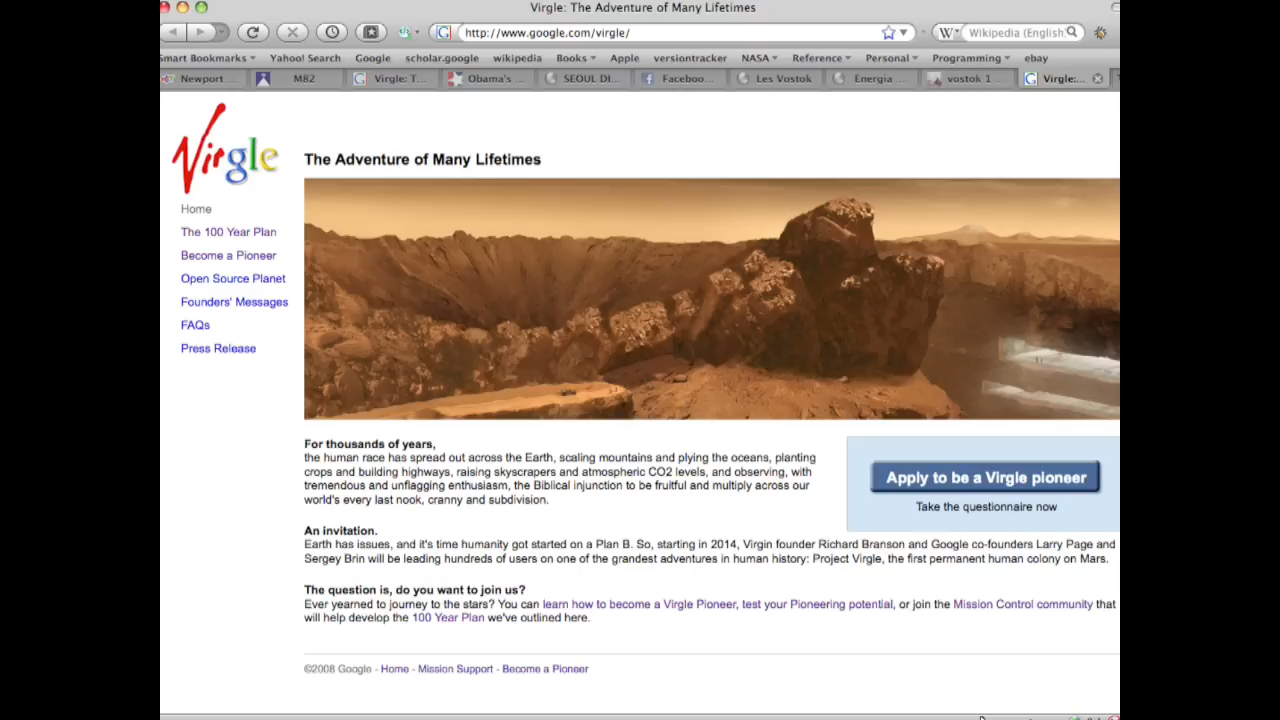 Virgle: The Adventure of Many Lifetimes
http://www.google.com/virgle/
W
Wikipedia (English
Smart Bookmarks Yahoo! Search Google scholar.google wikipedia Books Apple versiontracker NASA Reference Personal Programming ebay
Newport ... M82 Virgle: T... Obama's ... SEOUL DI... Faceboo... Les Vostok Energia ... vostok 1 ... Virgle:...
Virgle
The Adventure of Many Lifetimes
Home
The 100 Year Plan
Become a Pioneer
Open Source Planet
Founders' Messages
FAQs
Press Release
For thousands of years,
the human race has spread out across the Earth, scaling mountains and plying the oceans, planting
crops and building highways, raising skyscrapers and atmospheric CO2 levels, and observing, with
tremendous and unflagging enthusiasm, the Biblical injunction to be fruitful and multiply across our
world's every last nook, cranny and subdivision.
Apply to be a Virgle pioneer
Take the questionnaire now
An invitation.
Earth has issues, and it's time humanity got started on a Plan B. So, starting in 2014, Virgin founder Richard Branson and Google co-founders Larry Page and
Sergey Brin will be leading hundreds of users on one of the grandest adventures in human history: Project Virgle, the first permanent human colony on Mars.
The question is, do you want to join us?
Ever yearned to journey to the stars? You can learn how to become a Virgle Pioneer, test your Pioneering potential, or join the Mission Control community that
will help develop the 100 Year Plan we've outlined here.
©2008 Google - Home - Mission Support - Become a Pioneer